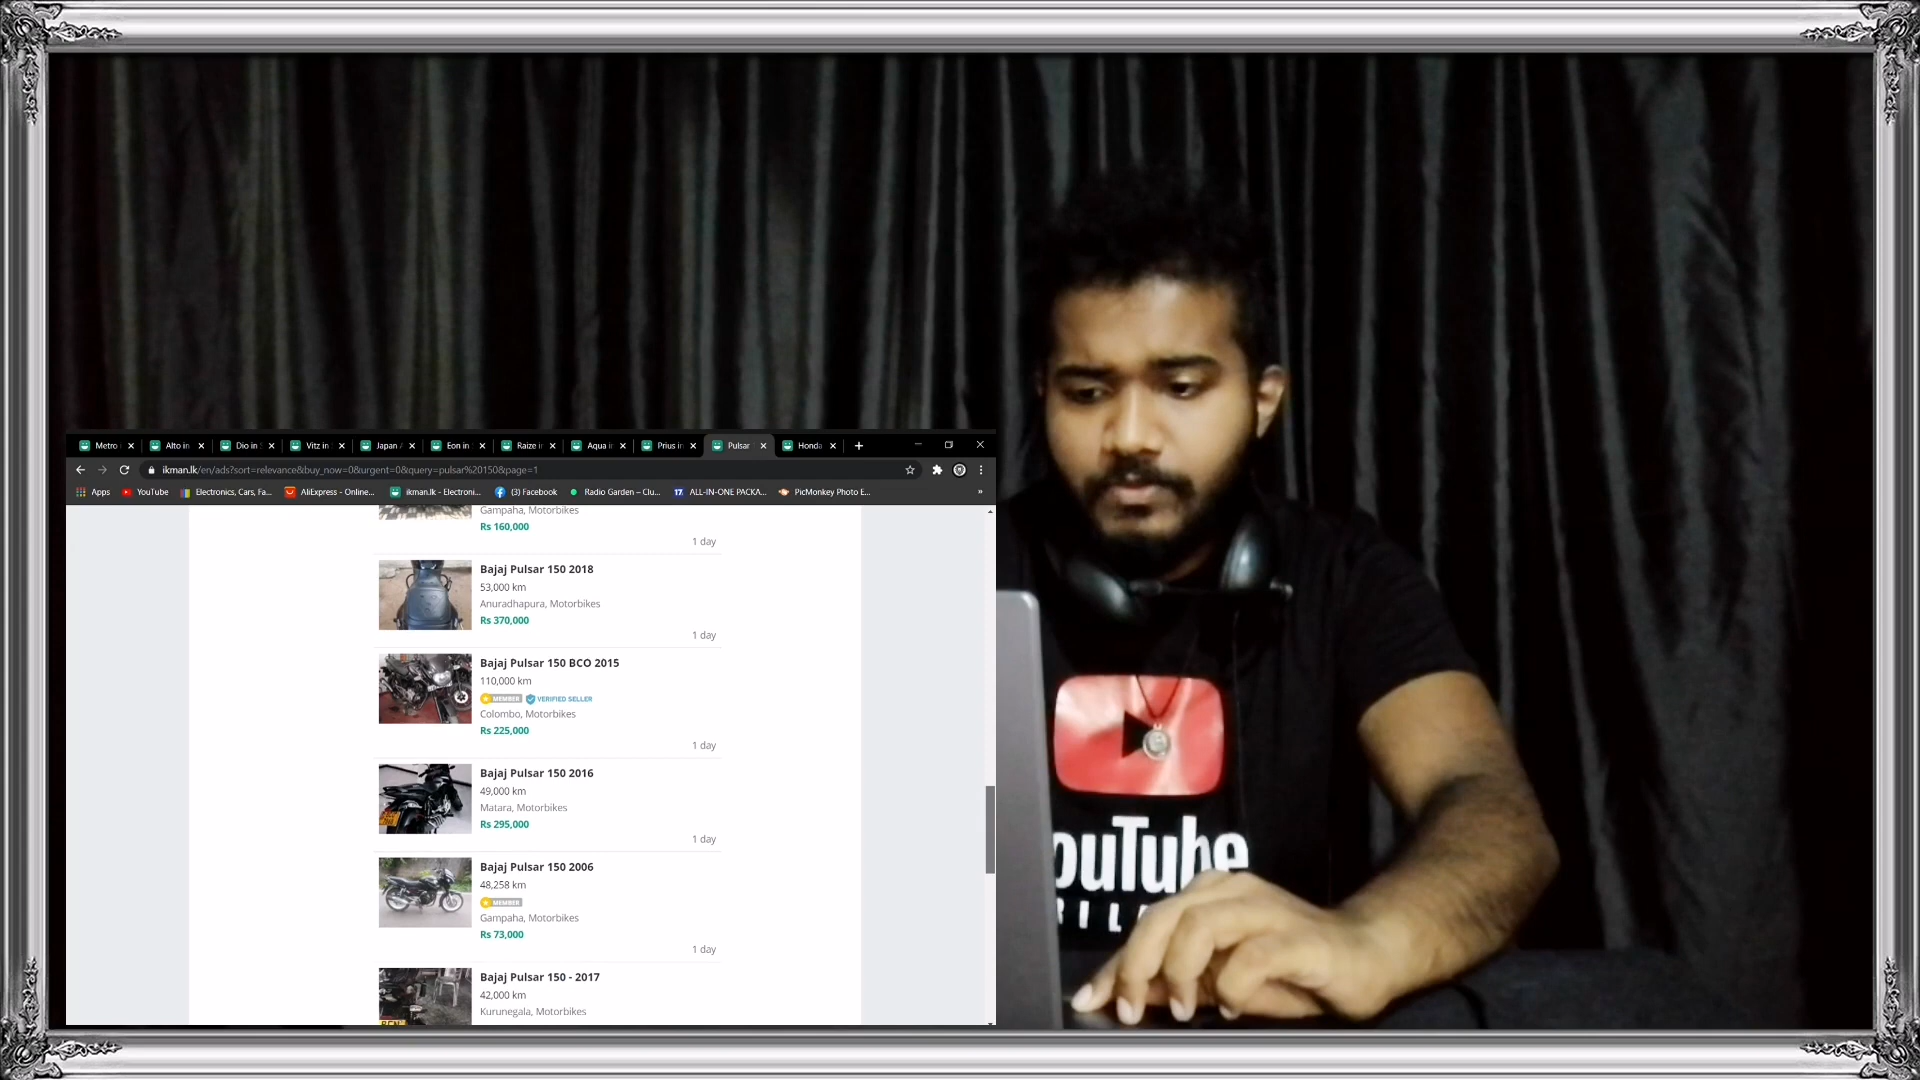 Metro
Alto in
Dio in
Vitz in
Japan
Eon in
Raize in
Aqua in
Prius in
Pulsar
Honda
ikman.lk/en/ads?sort=relevance&buy_now=0&urgent=0&query=pulsar%20150&page=1
Apps
YouTube
Electronics, Cars, Fa...
AliExpress - Online...
ikman.lk - Electroni...
(3) Facebook
Radio Garden – Clu...
17
ALL-IN-ONE PACKA...
PicMonkey Photo E...
»
Gampaha, Motorbikes
Rs 160,000
1 day
Bajaj Pulsar 150 2018
53,000 km
Anuradhapura, Motorbikes
Rs 370,000
1 day
Bajaj Pulsar 150 BCO 2015
110,000 km
MEMBER VERIFIED SELLER
Colombo, Motorbikes
Rs 225,000
1 day
Bajaj Pulsar 150 2016
49,000 km
Matara, Motorbikes
Rs 295,000
1 day
Bajaj Pulsar 150 2006
48,258 km
MEMBER
Gampaha, Motorbikes
Rs 73,000
1 day
Bajaj Pulsar 150 - 2017
42,000 km
Kurunegala, Motorbikes
ouTube